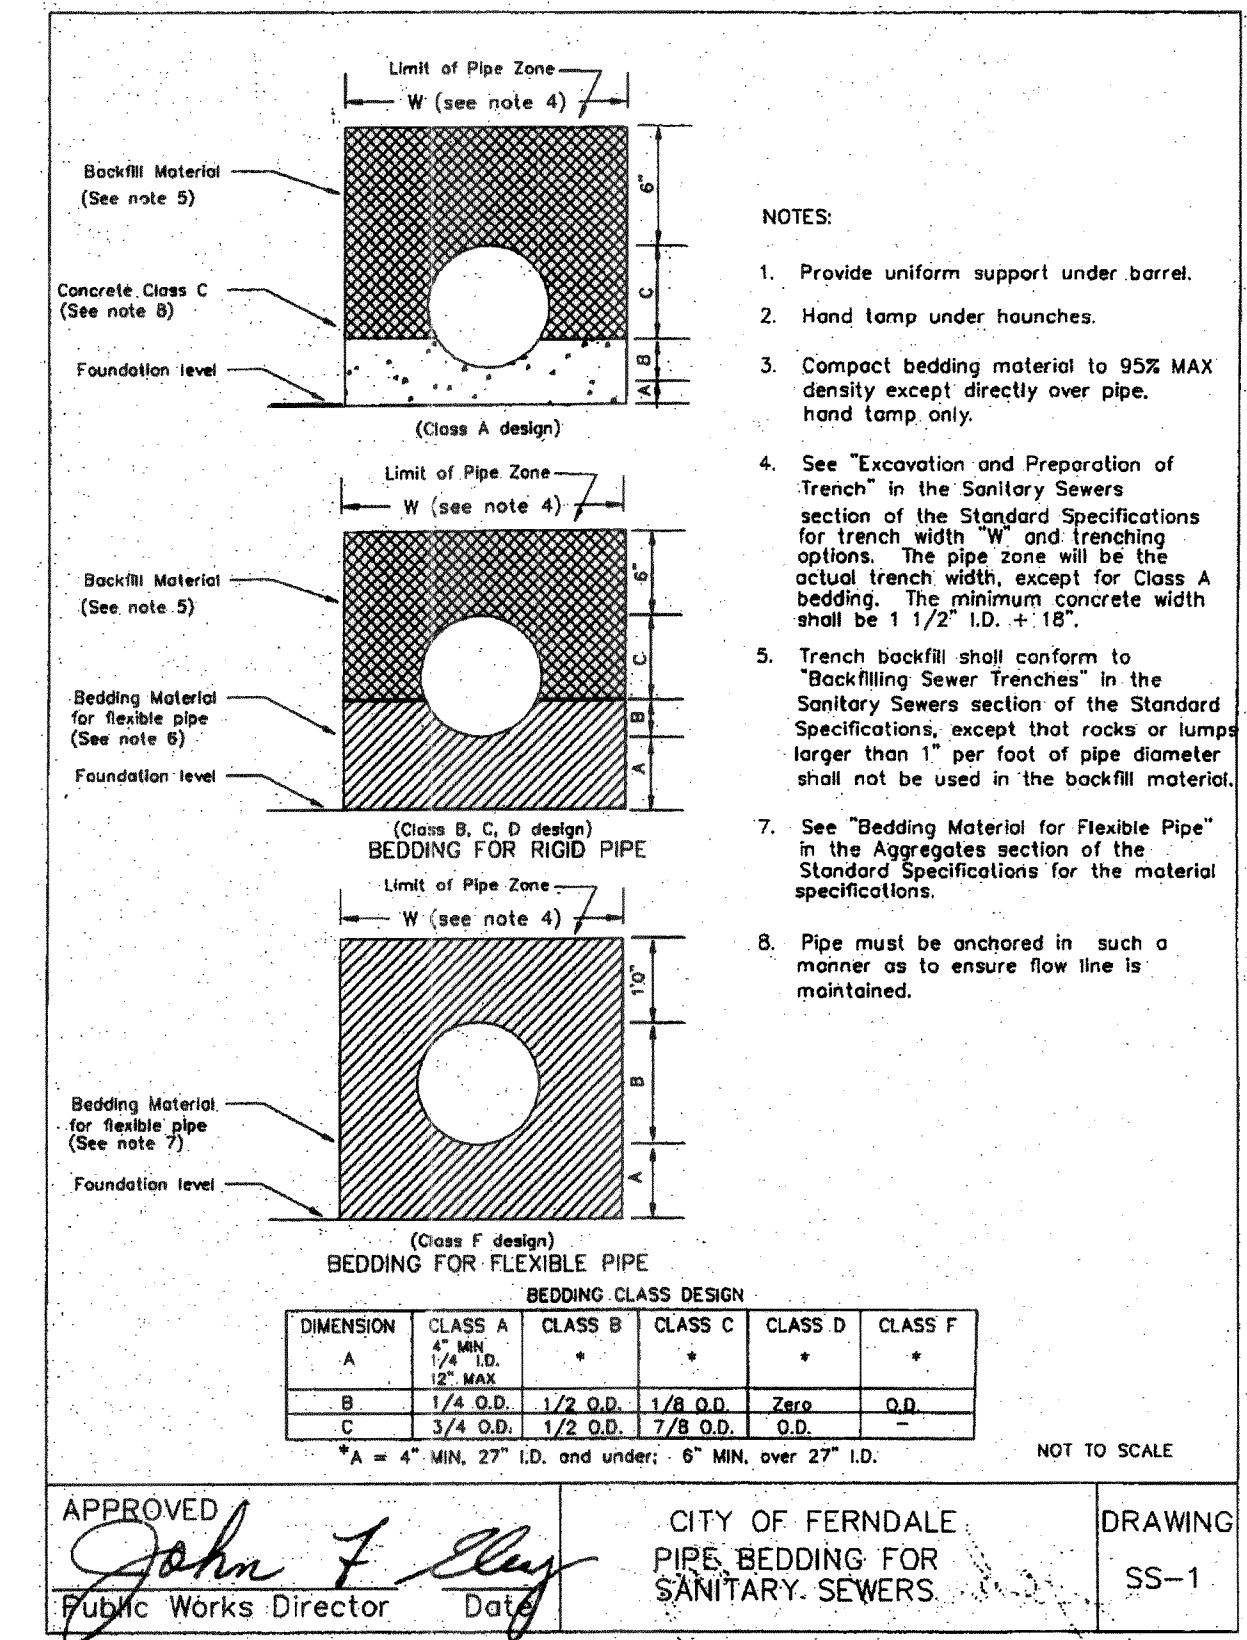 Limit of Pipe Zone
W (see note 4)
Backfill Material
(See note 5)
6"
Concrete Class C
(See note 8)
C
Foundation level
B
A
(Class A design)
Limit of Pipe Zone
W (see note 4)
Backfill Material
(See note 5)
6"
C
Bedding Material
for flexible pipe
(See note 6)
B
Foundation level
A
(Class B, C, D design)
BEDDING FOR RIGID PIPE
Limit of Pipe Zone
W (see note 4)
1'0"
B
Bedding Material
for flexible pipe
(See note 7)
A
Foundation level
(Class F design)
BEDDING FOR FLEXIBLE PIPE
NOTES:
1. Provide uniform support under barrel.
2. Hand tamp under haunches.
3. Compact bedding material to 95% MAX
density except directly over pipe.
hand tamp only.
4. See "Excavation and Preparation of
Trench" in the Sanitary Sewers
section of the Standard Specifications
for trench width "W" and trenching
options. The pipe zone will be the
actual trench width, except for Class A
bedding. The minimum concrete width
shall be 1 1/2" I.D. + 18".
5. Trench backfill shall conform to
"Backfilling Sewer Trenches" in the
Sanitary Sewers section of the Standard
Specifications, except that rocks or lumps
larger than 1" per foot of pipe diameter
shall not be used in the backfill material.
7. See "Bedding Material for Flexible Pipe"
in the Aggregates section of the
Standard Specifications for the material
specifications.
8. Pipe must be anchored in such a
manner as to ensure flow line is
maintained.
BEDDING CLASS DESIGN
DIMENSION CLASS A CLASS B CLASS C CLASS D CLASS F
A 4" MIN 1/4 I.D. 12" MAX * * * *
B 1/4 O.D. 1/2 O.D. 1/8 O.D. Zero O.D.
C 3/4 O.D. 1/2 O.D. 7/8 O.D. O.D. –
*A = 4" MIN. 27" I.D. and under; 6" MIN. over 27" I.D.
NOT TO SCALE
APPROVED
John F Eley
Public Works Director Date
CITY OF FERNDALE
PIPE BEDDING FOR
SANITARY SEWERS
DRAWING
SS-1